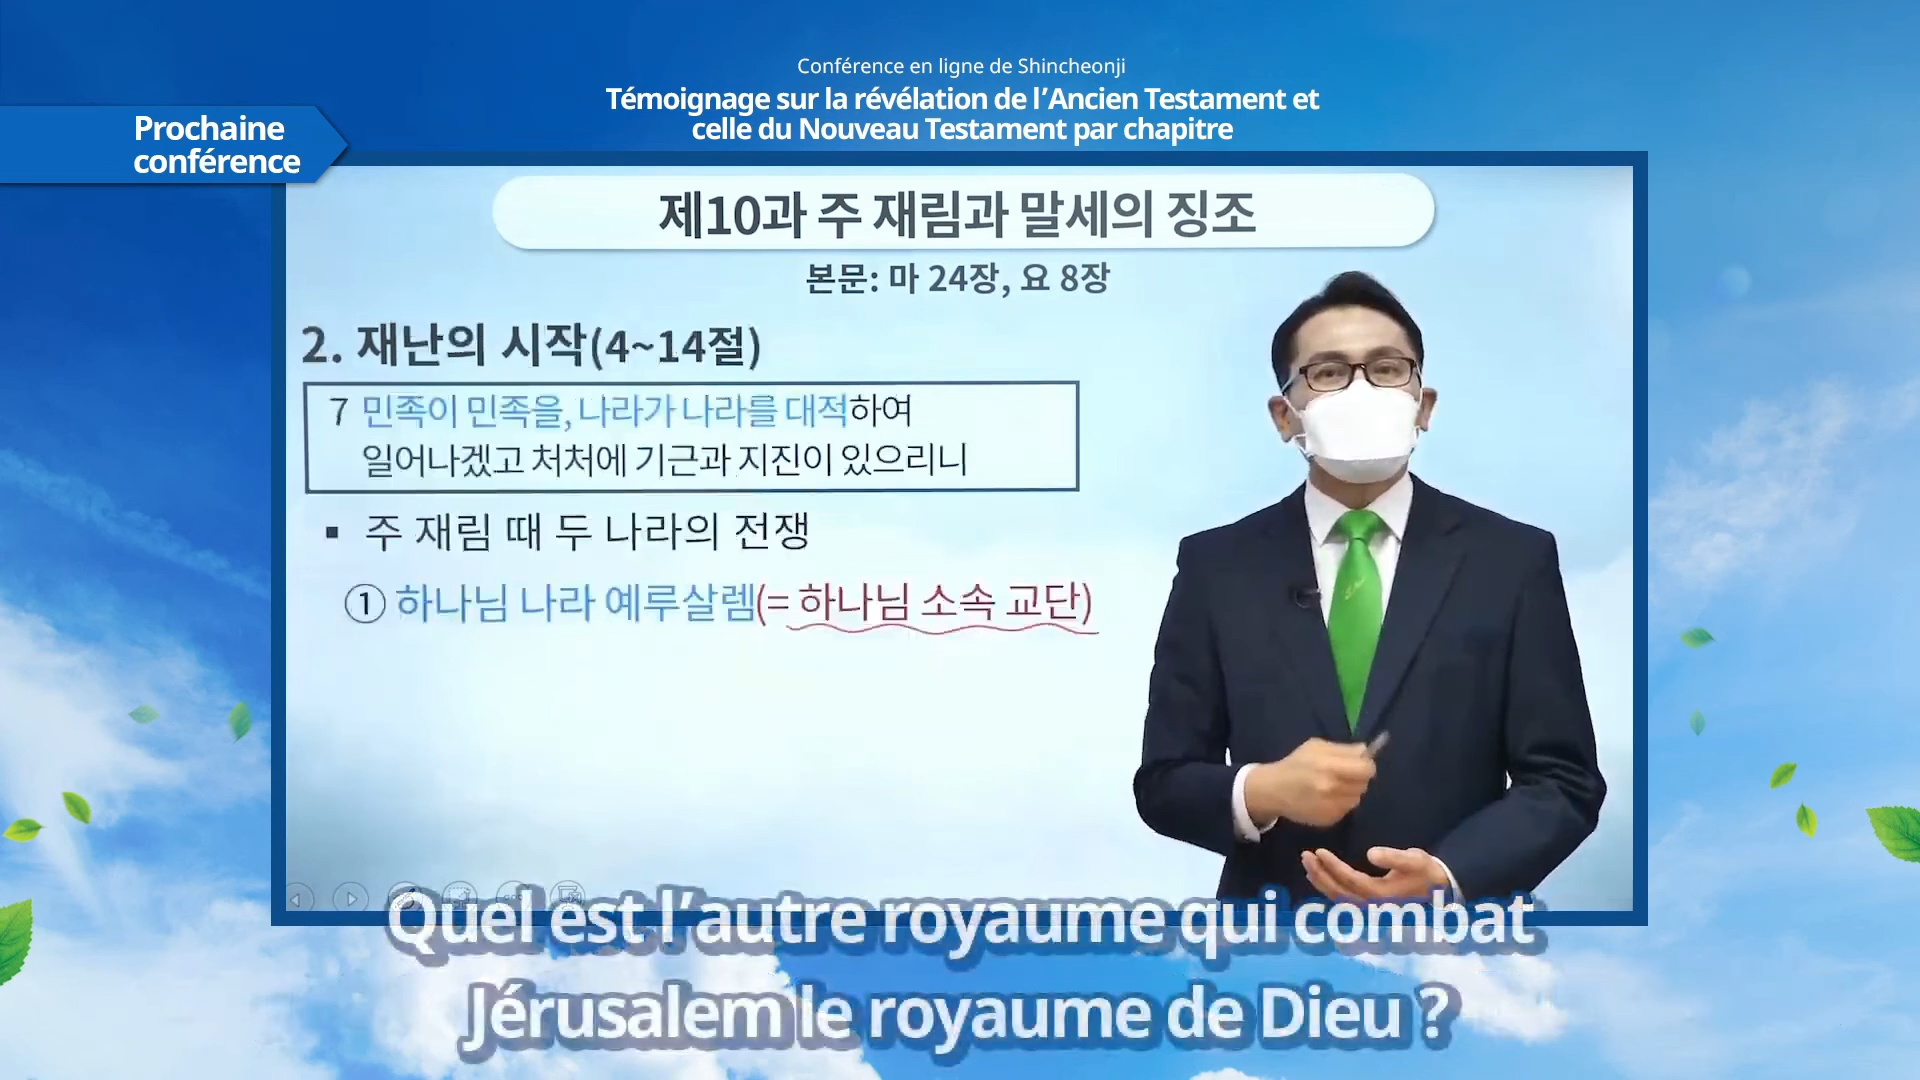 Conférence en ligne de Shincheonji
Témoignage sur la révélation de l’Ancien Testament et
celle du Nouveau Testament par chapitre
Prochaine
conférence
제10과 주 재림과 말세의 징조
본문: 마 24장, 요 8장
2. 재난의 시작(4~14절)
7 민족이 민족을, 나라가 나라를 대적하여
일어나겠고 처처에 기근과 지진이 있으리니
▪ 주 재림 때 두 나라의 전쟁
① 하나님 나라 예루살렘(= 하나님 소속 교단)
Quel est l’autre royaume qui combat
Jérusalem le royaume de Dieu ?